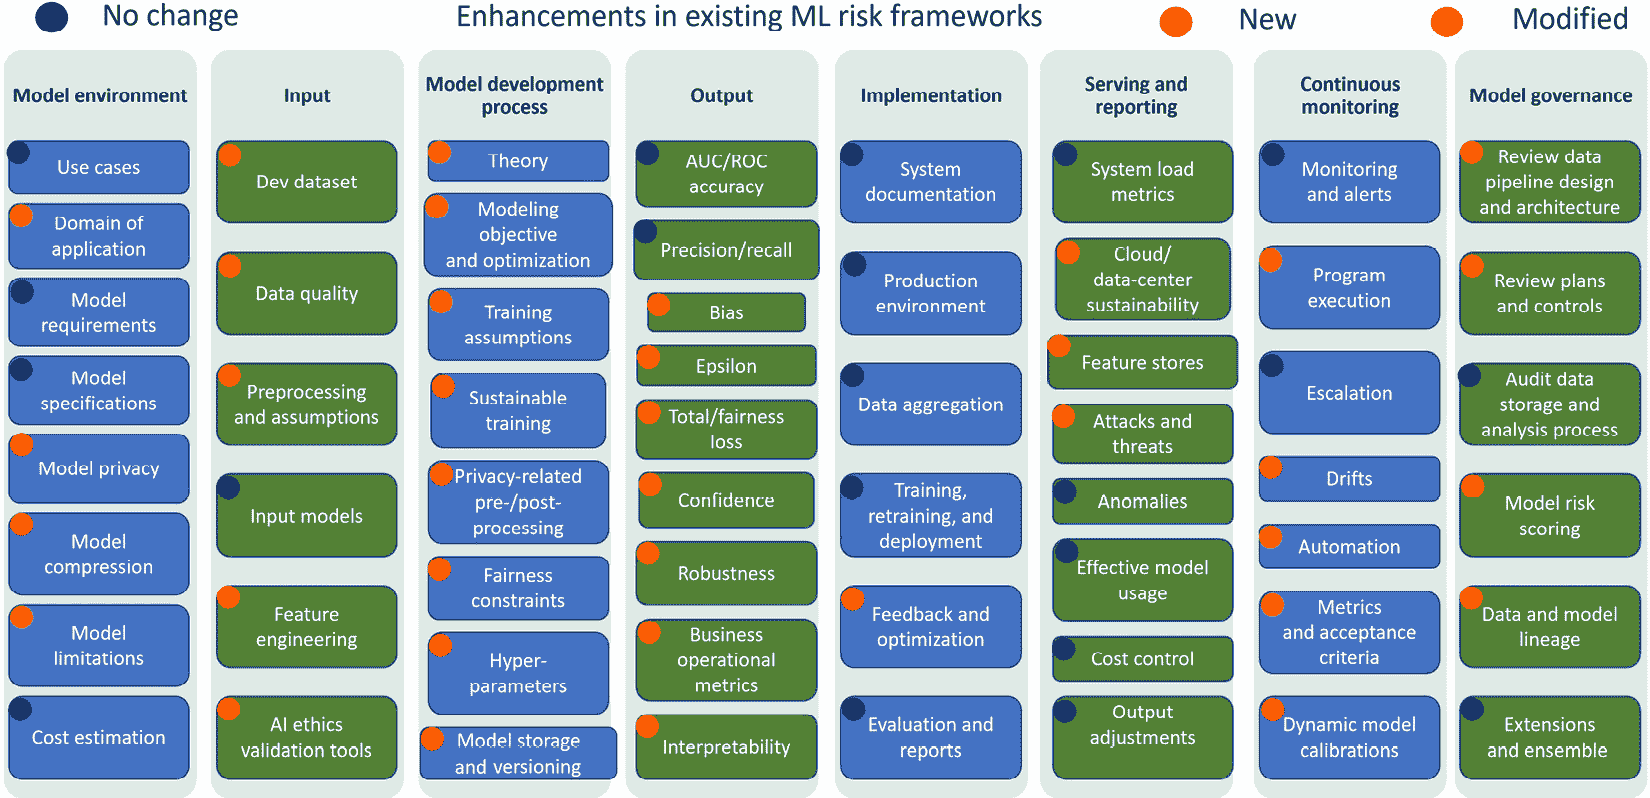 No change
Enhancements in existing ML risk frameworks
New
Modified
Model environment
Use cases
Domain of
application
Model
requirements
Model
specifications
Model privacy
Model
compression
Model
limitations
Cost estimation
Input
Dev dataset
Data quality
Preprocessing
and assumptions
Input models
Feature
engineering
AI ethics
validation tools
Model development
process
Theory
Modeling
objective
and optimization
Training
assumptions
Sustainable
training
Privacy-related
pre-/post-
processing
Fairness
constraints
Hyper-
parameters
Model storage
and versioning
Output
AUC/ROC
accuracy
Precision/recall
Bias
Epsilon
Total/fairness
loss
Confidence
Robustness
Business
operational
metrics
Interpretability
Implementation
System
documentation
Production
environment
Data aggregation
Training,
retraining, and
deployment
Feedback and
optimization
Evaluation and
reports
Serving and
reporting
System load
metrics
Cloud/
data-center
sustainability
Feature stores
Attacks and
threats
Anomalies
Effective model
usage
Cost control
Output
adjustments
Continuous
monitoring
Monitoring
and alerts
Program
execution
Escalation
Drifts
Automation
Metrics
and acceptance
criteria
Dynamic model
calibrations
Model governance
Review data
pipeline design
and architecture
Review plans
and controls
Audit data
storage and
analysis process
Model risk
scoring
Data and model
lineage
Extensions
and ensemble